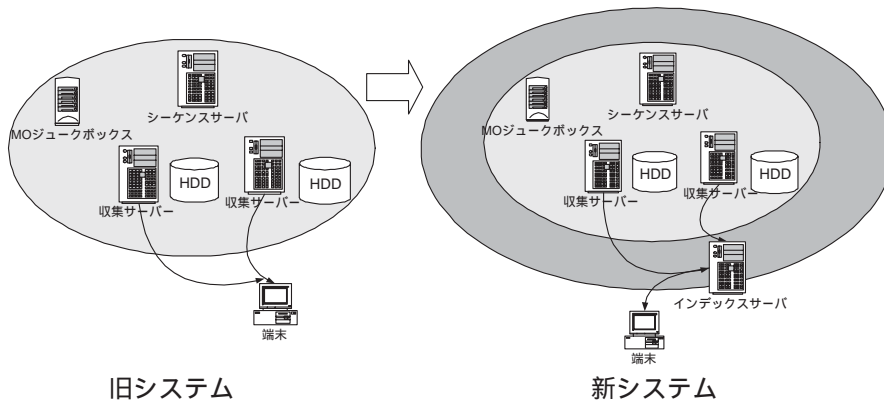 シーケンスサーバ
MOジュークボックス
HDD
HDD
収集サーバー
収集サーバー
端末
旧システム
シーケンスサーバ
MOジュークボックス
HDD
HDD
収集サーバー
収集サーバー
インデックスサーバ
端末
新システム